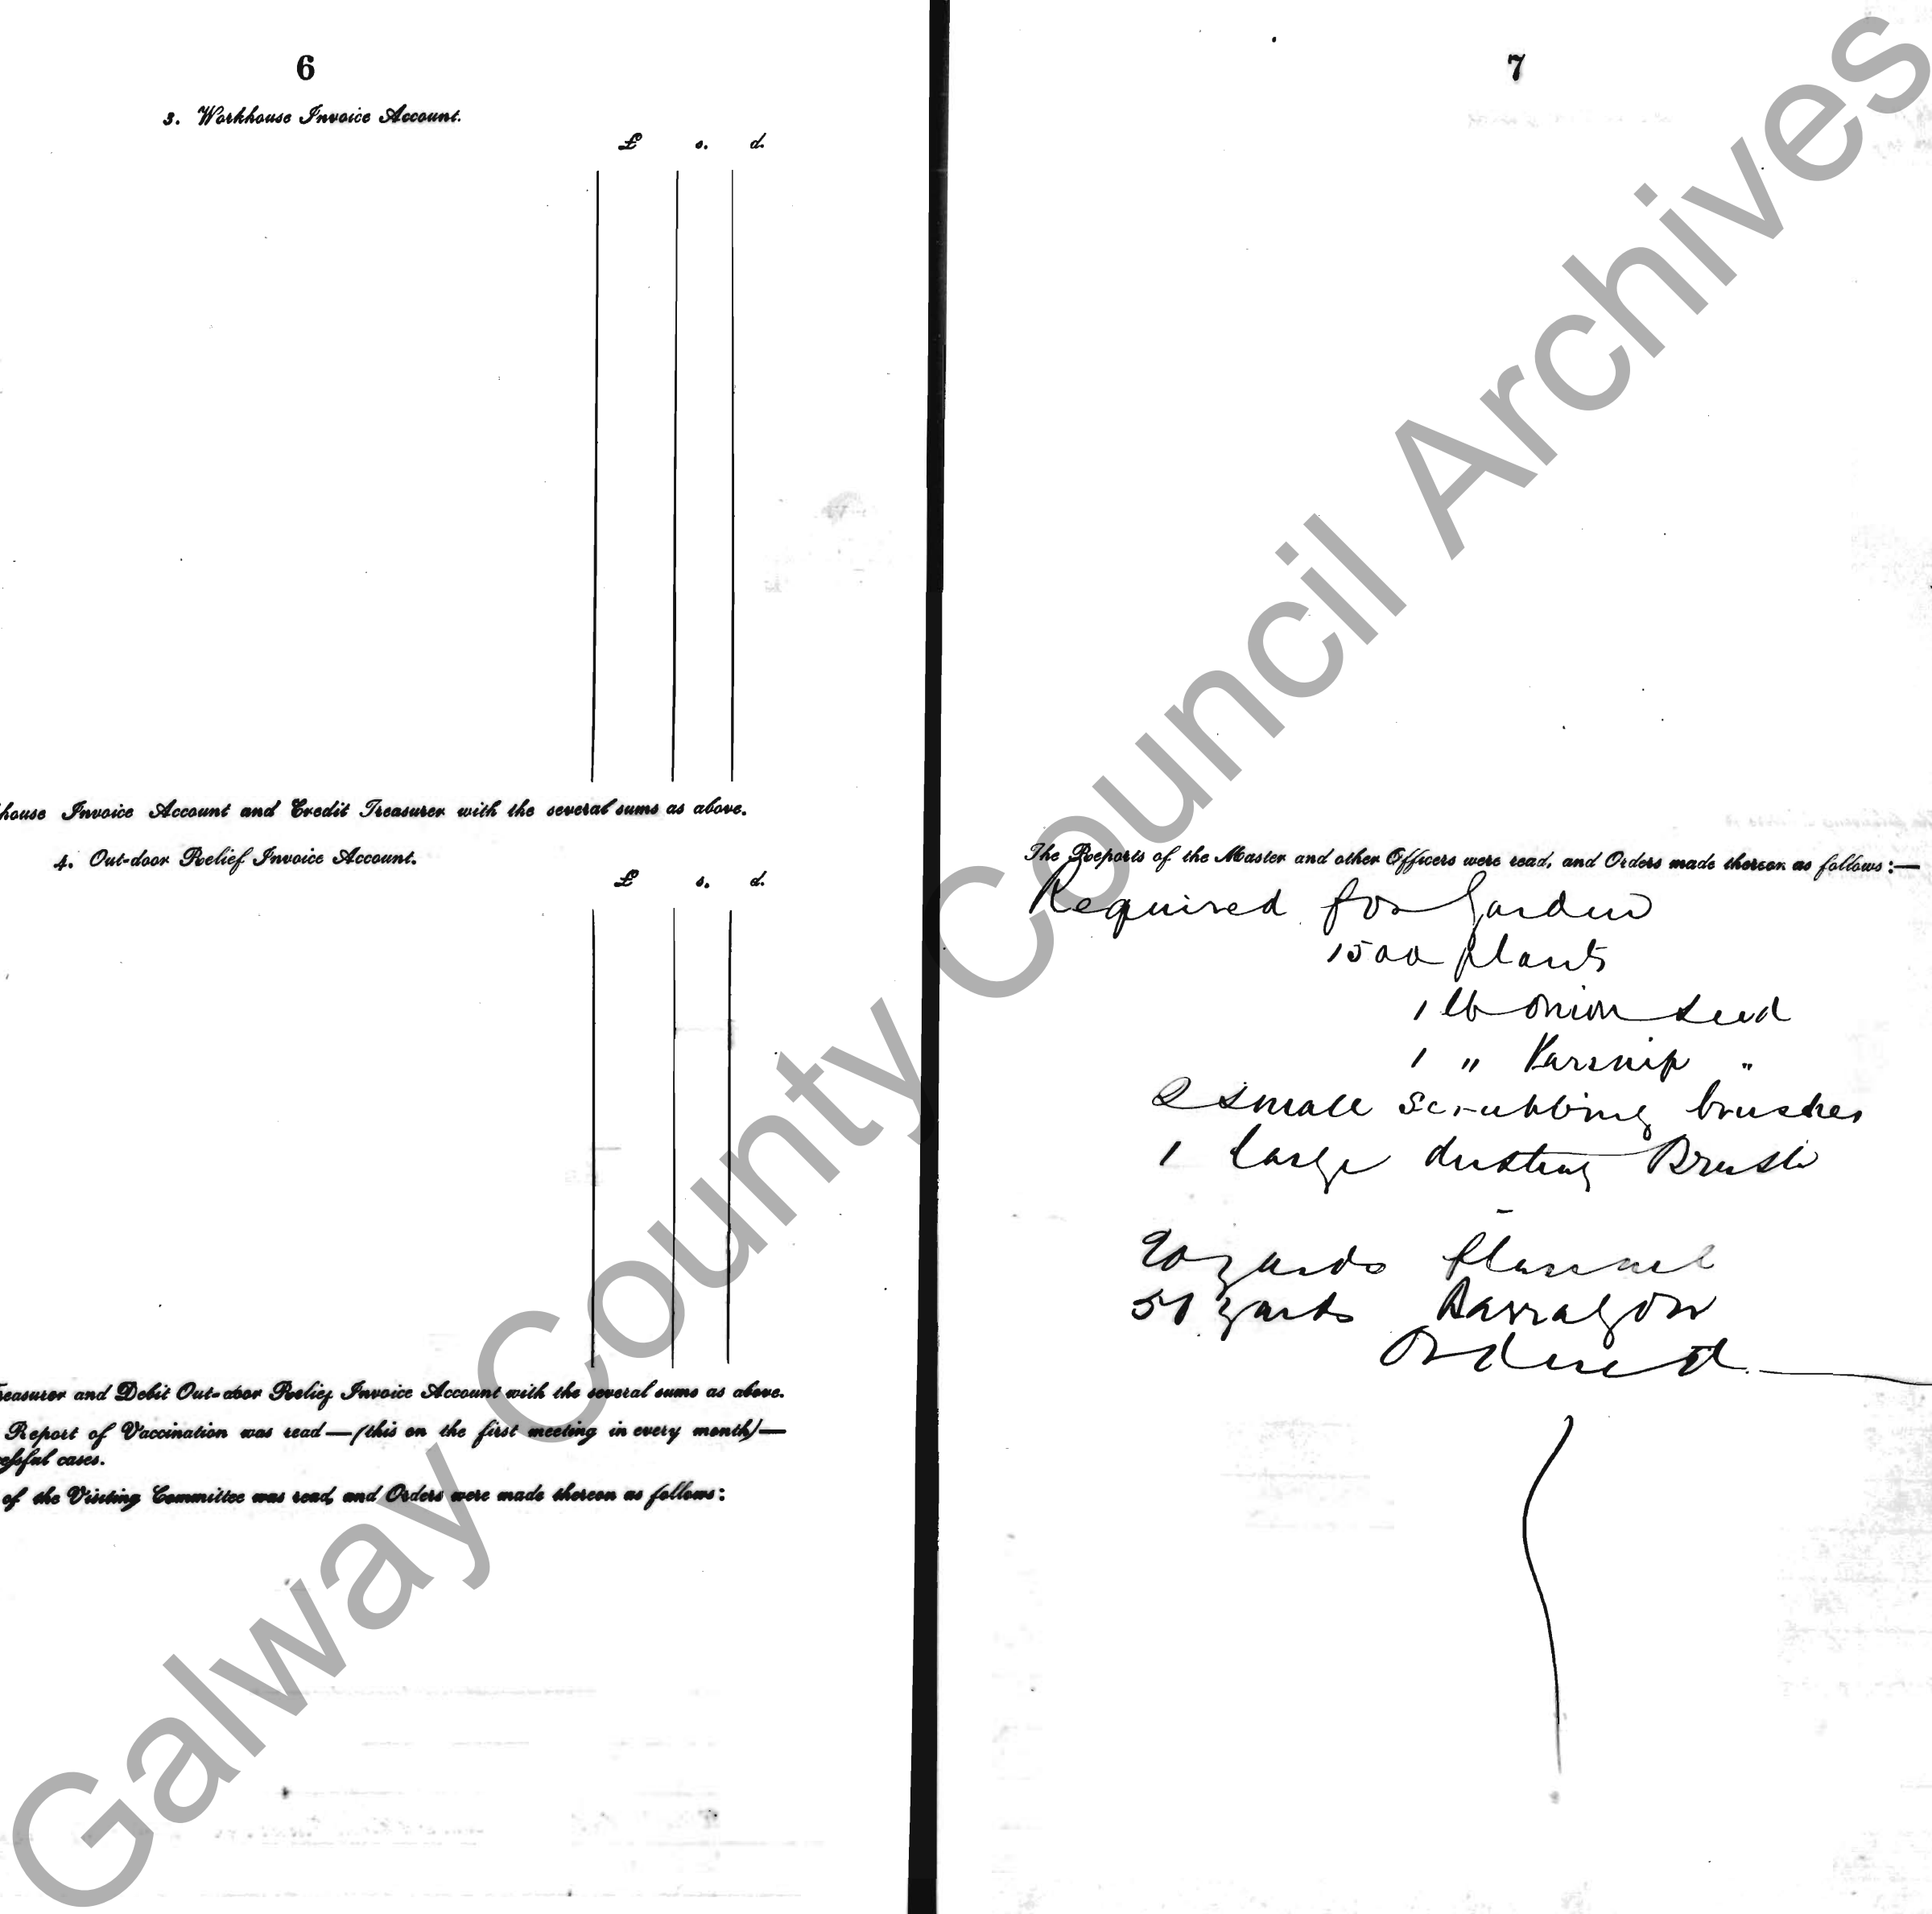 6
3. Workhouse Invoice Account.
£ s. d.
house Invoice Account and Credit Treasurer with the several sums as above.
4. Out-door Relief Invoice Account.
£ s. d.
reasurer and Debit Out-door Relief Invoice Account with the several sums as above.
Report of Vaccination was read—(this on the first meeting in every month)—
essful cases.
of the Visiting Committee was read, and Orders were made thereon as follows:
7
The Reports of the Master and other Officers were read, and Orders made thereon as follows:—
Required for Garden
1500 plants
1 lb onion seed
1 " Parsnip "
2 small scrubbing brushes
1 large dusting Brush
yards flannel
yards
Ordered
Galway County Council Archives